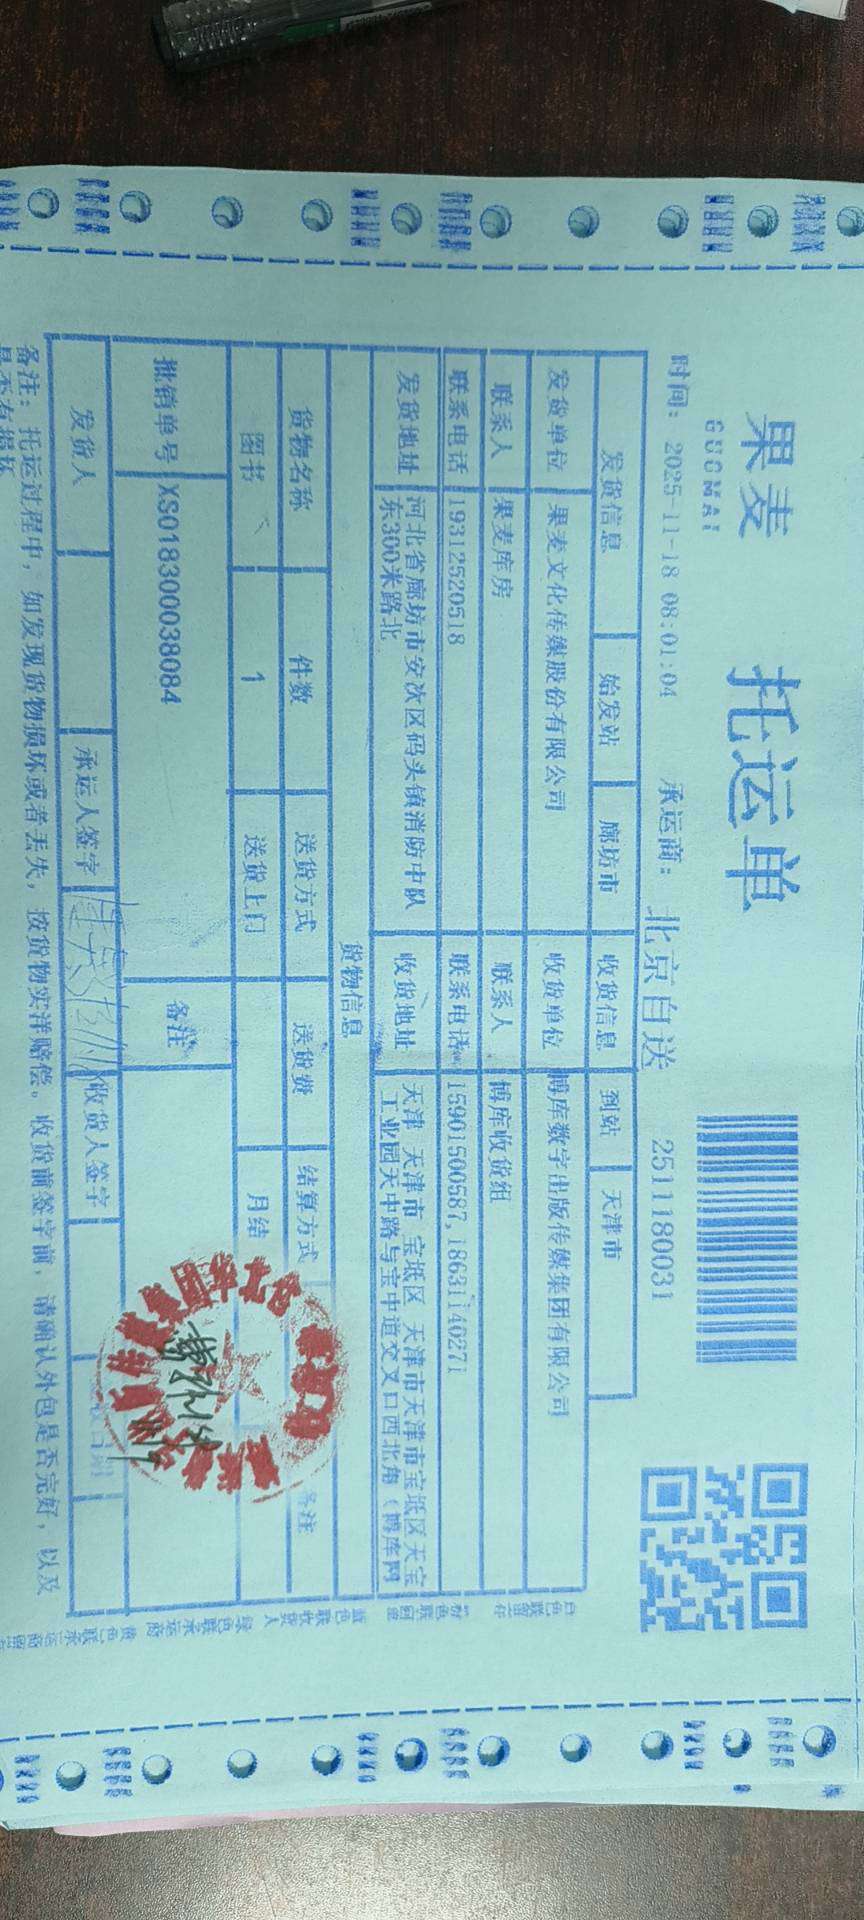 果麦
GUOMAI
托运单
时间: 2025-11-18 08:01:04 承运商: 北京自送 2511180031
发货信息 始发站 廊坊市 收货信息 到站 天津市
发货单位 果麦文化传媒股份有限公司 收货单位 博库数字出版传媒集团有限公司
联系人 果麦库房 联系人 博库收货组
联系电话 19312520518 联系电话 15901500587,18631140271
发货地址 河北省廊坊市安次区码头镇消防中队 收货地址 天津 天津市 宝坻区 天津市天津市宝坻区天宝
东300米路北 工业园天中路与宝中道交叉口西北角（博库网
货物信息
货物名称 件数 送货方式 送货费 结算方式 备注
图书 1 送货上门 月结
批销单号 XS018300038084 备注
发货人 承运人签字 收货人签字
备注: 托运过程中, 如发现货物损坏或者丢失, 按货物实洋赔偿。收货前签字前, 请确认外包是否完好, 以及
是否有损坏